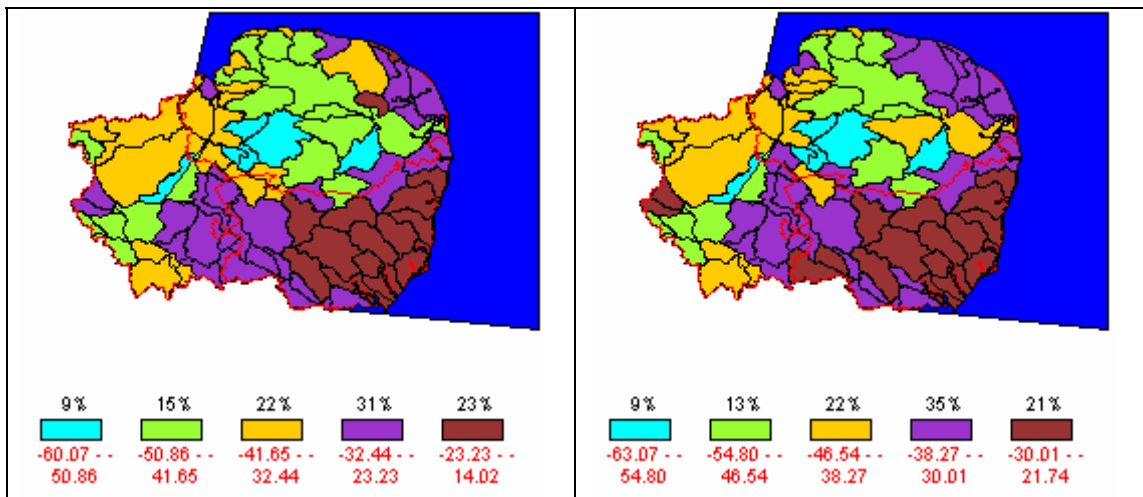 9% 15% 22% 31% 23%
-60.07 - - -50.86 - - -41.65 - - -32.44 - - -23.23 - -
50.86 41.65 32.44 23.23 14.02
9% 13% 22% 35% 21%
-63.07 - - -54.80 - - -46.54 - - -38.27 - - -30.01 - -
54.80 46.54 38.27 30.01 21.74